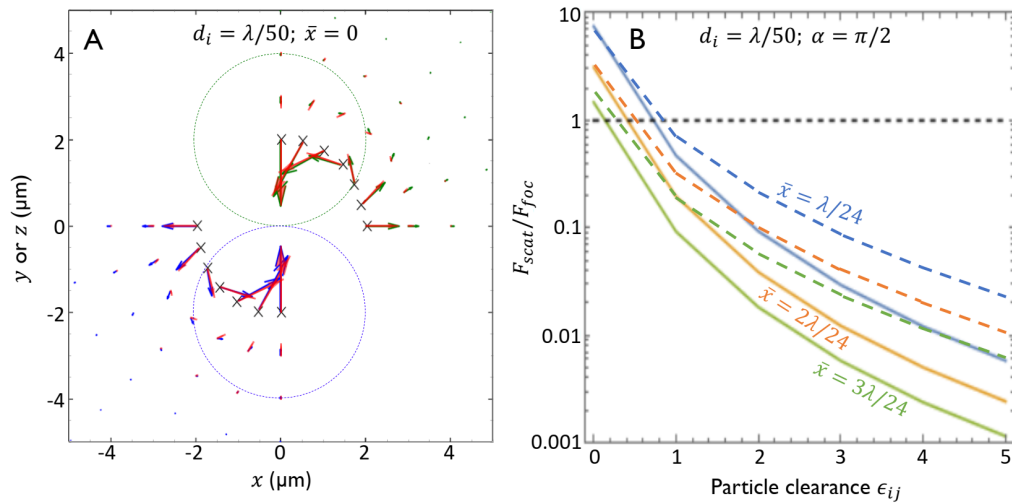 A
d_i = λ/50; x̄ = 0
4
2
0
-2
-4
y or z (μm)
-4
-2
0
2
4
x (μm)
B
d_i = λ/50; α = π/2
10
1
0.1
0.01
0.001
F_scat/F_foc
x̄ = λ/24
x̄ = 2λ/24
x̄ = 3λ/24
0
1
2
3
4
5
Particle clearance ϵ_ij